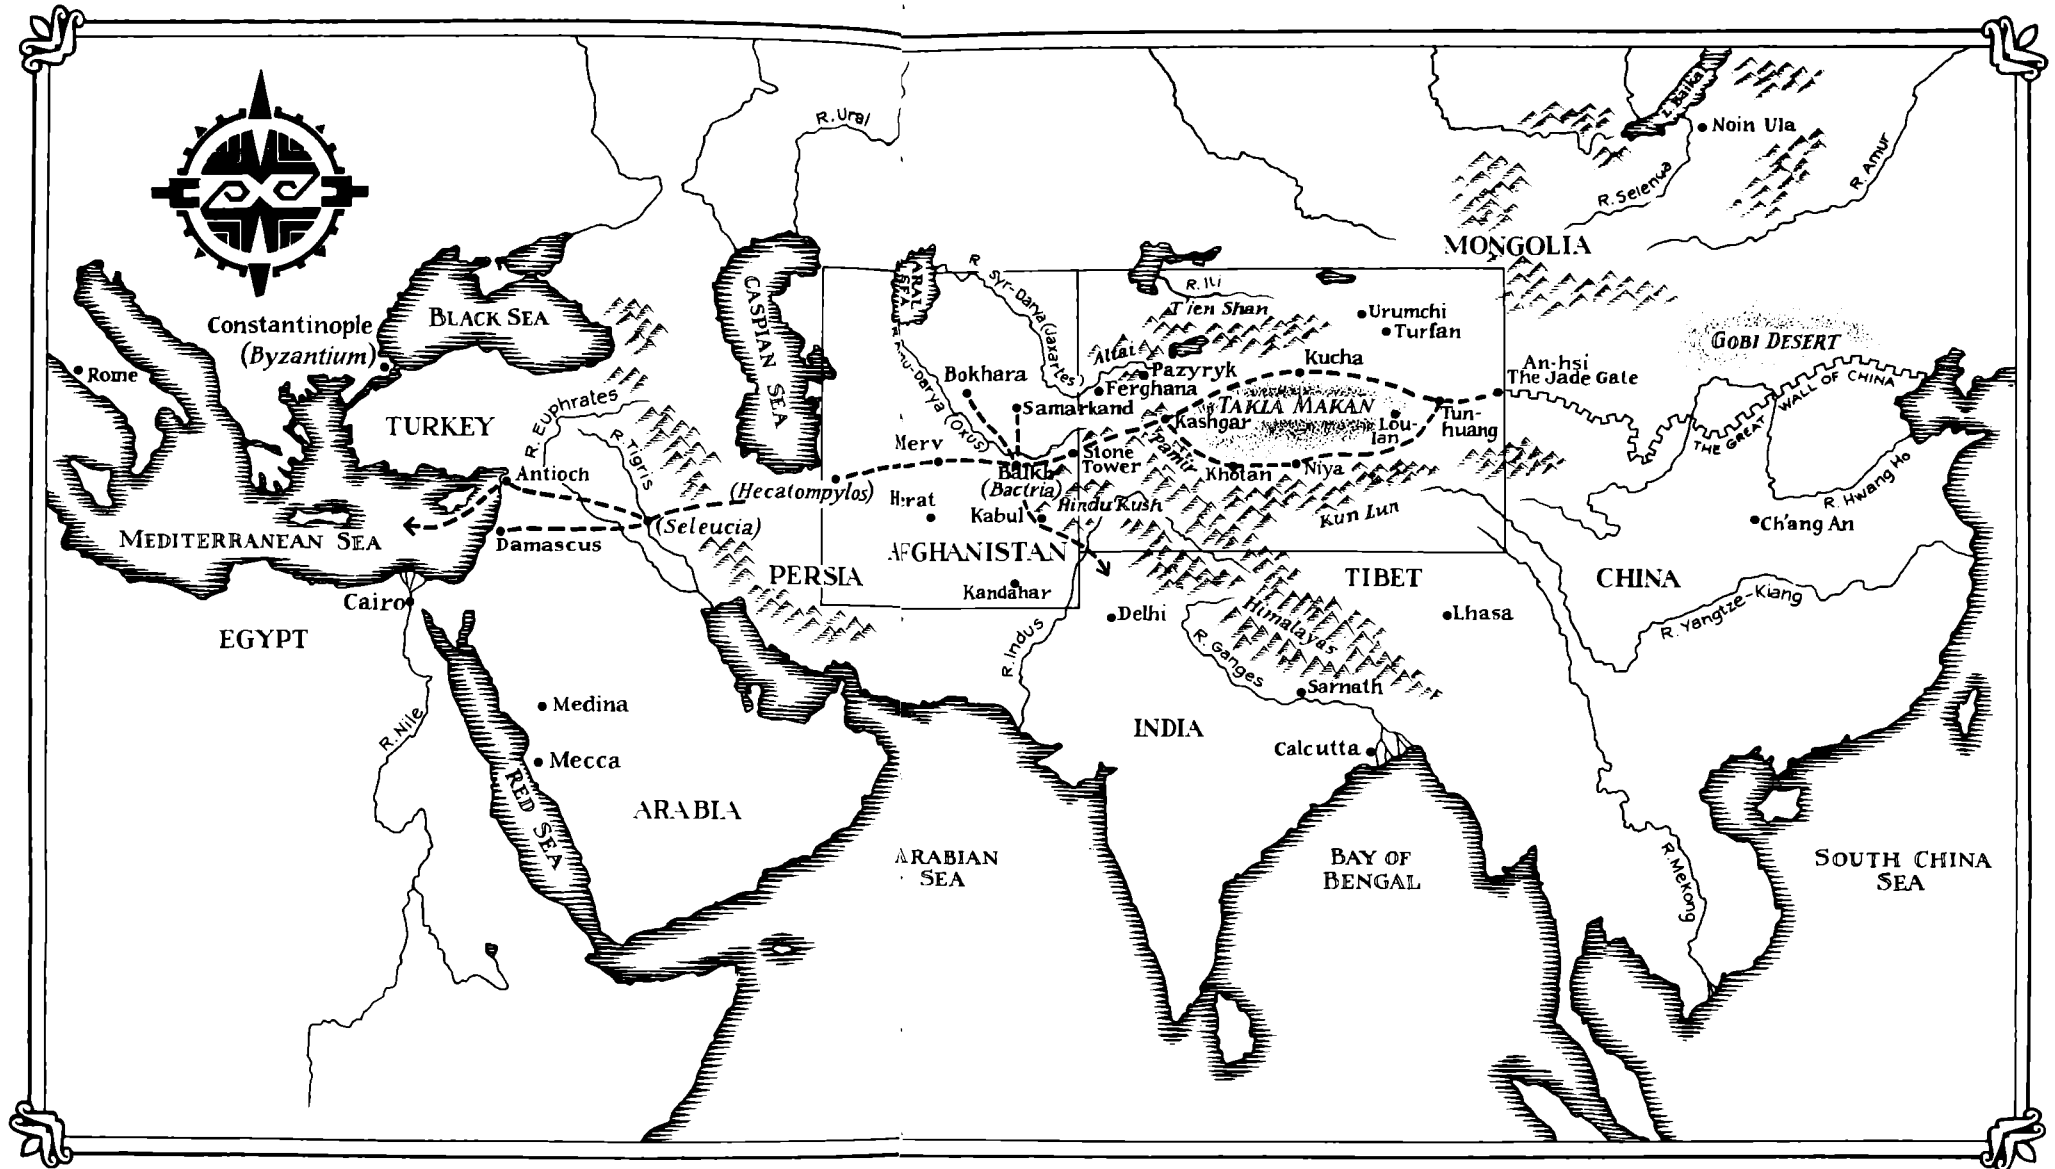 R. Ural
L. Baikal
Noin Ula
R. Selenga
R. Amur
MONGOLIA
Constantinople
(Byzantium)
BLACK SEA
CASPIAN SEA
ARAL
SEA
R. Syr-Darya (Jaxartes)
R. Ili
T'ien Shan
Urumchi
Turfan
GOBI DESERT
Rome
TURKEY
R. Euphrates
R. Tigris
Amu-Darya (Oxus)
Bokhara
Samarkand
Altai
Pazyryk
Ferghana
Kucha
An-hsi
The Jade Gate
THE GREAT WALL OF CHINA
TAKLA MAKAN
Kashgar
Lou-
lan
Tun-
huang
Merv
Stone
Tower
Pamir
Khotan
Niya
Balkh
(Bactria)
Antioch
(Hecatompylos)
Herat
Kabul
Hindu Kush
Kun Lun
R. Hwang Ho
Ch'ang An
MEDITERRANEAN SEA
Damascus
(Seleucia)
PERSIA
AFGHANISTAN
Kandahar
TIBET
CHINA
Cairo
EGYPT
Delhi
Himalayas
Lhasa
R. Yangtze-Kiang
R. Indus
R. Ganges
Sarnath
R. Nile
Medina
Mecca
INDIA
Calcutta
RED SEA
ARABIA
ARABIAN
SEA
BAY OF
BENGAL
R. Mekong
SOUTH CHINA
SEA